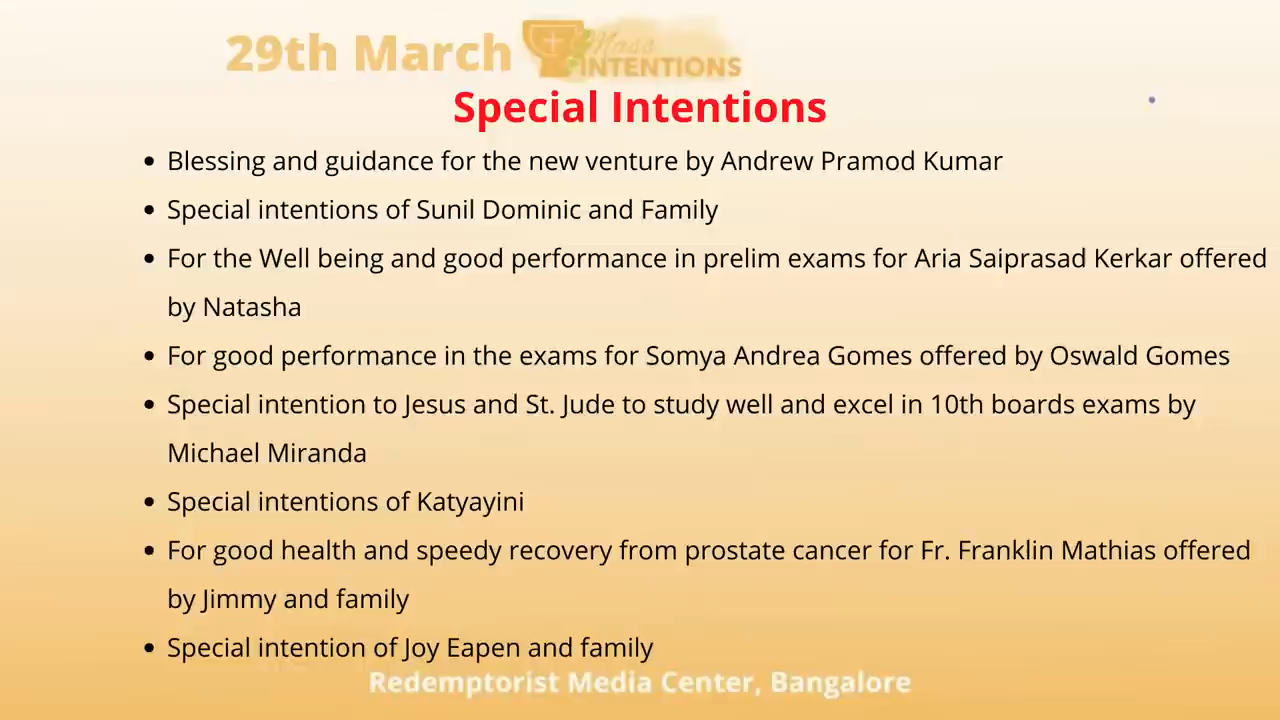 29th March Mass
INTENTIONS
Special Intentions
• Blessing and guidance for the new venture by Andrew Pramod Kumar
• Special intentions of Sunil Dominic and Family
• For the Well being and good performance in prelim exams for Aria Saiprasad Kerkar offered
by Natasha
• For good performance in the exams for Somya Andrea Gomes offered by Oswald Gomes
• Special intention to Jesus and St. Jude to study well and excel in 10th boards exams by
Michael Miranda
• Special intentions of Katyayini
• For good health and speedy recovery from prostate cancer for Fr. Franklin Mathias offered
by Jimmy and family
• Special intention of Joy Eapen and family
Redemptorist Media Center, Bangalore